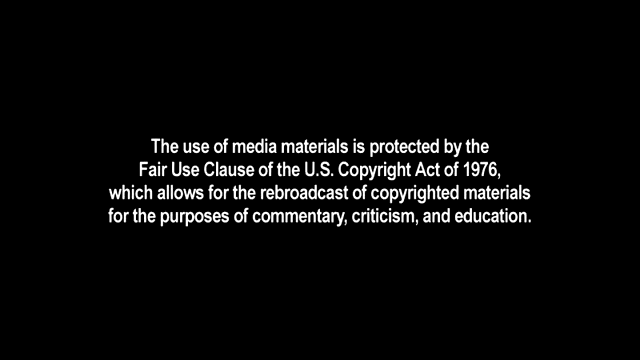 The use of media materials is protected by the
Fair Use Clause of the U.S. Copyright Act of 1976,
which allows for the rebroadcast of copyrighted materials
for the purposes of commentary, criticism, and education.